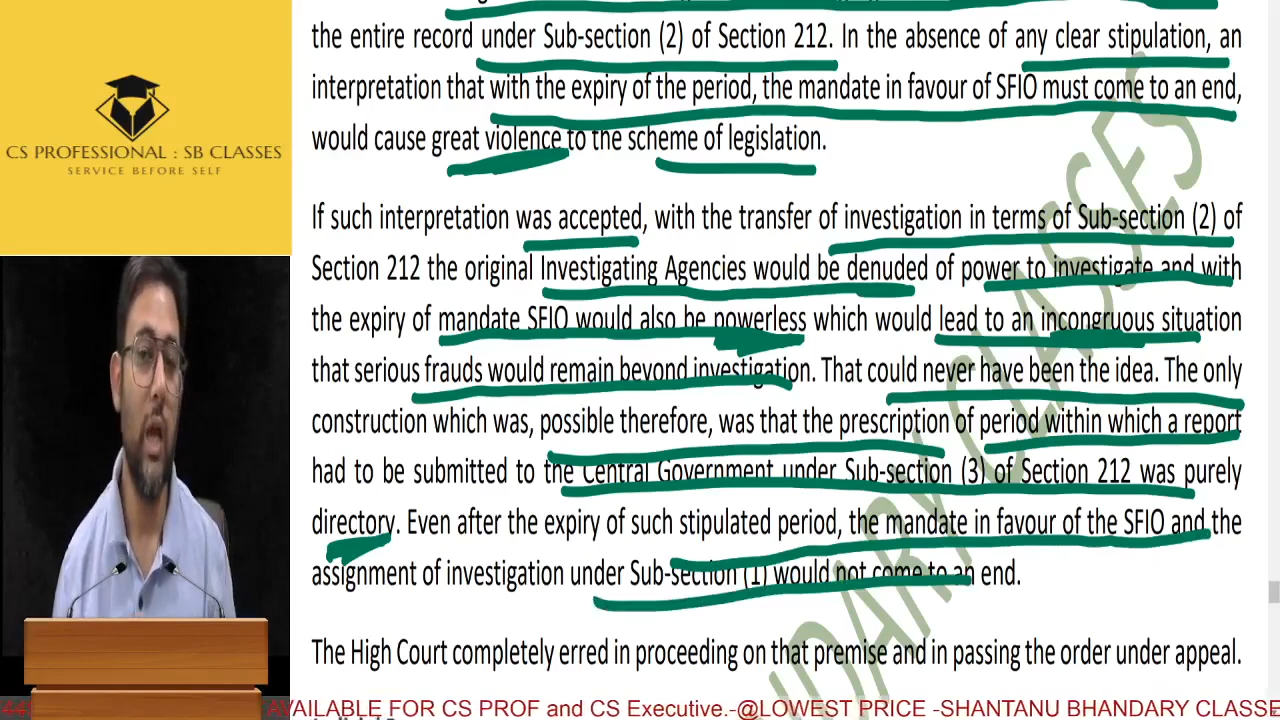 the entire record under Sub-section (2) of Section 212. In the absence of any clear stipulation, an
interpretation that with the expiry of the period, the mandate in favour of SFIO must come to an end,
would cause great violence to the scheme of legislation.
CS PROFESSIONAL : SB CLASSES
SERVICE BEFORE SELF
If such interpretation was accepted, with the transfer of investigation in terms of Sub-section (2) of
Section 212 the original Investigating Agencies would be denuded of power to investigate and with
the expiry of mandate SFIO would also be powerless which would lead to an incongruous situation
that serious frauds would remain beyond investigation. That could never have been the idea. The only
construction which was, possible therefore, was that the prescription of period within which a report
had to be submitted to the Central Government under Sub-section (3) of Section 212 was purely
directory. Even after the expiry of such stipulated period, the mandate in favour of the SFIO and the
assignment of investigation under Sub-section (1) would not come to an end.
The High Court completely erred in proceeding on that premise and in passing the order under appeal.
AVAILABLE FOR CS PROF and CS Executive.-@LOWEST PRICE -SHANTANU BHANDARY CLASSE
NDARY CLASSES